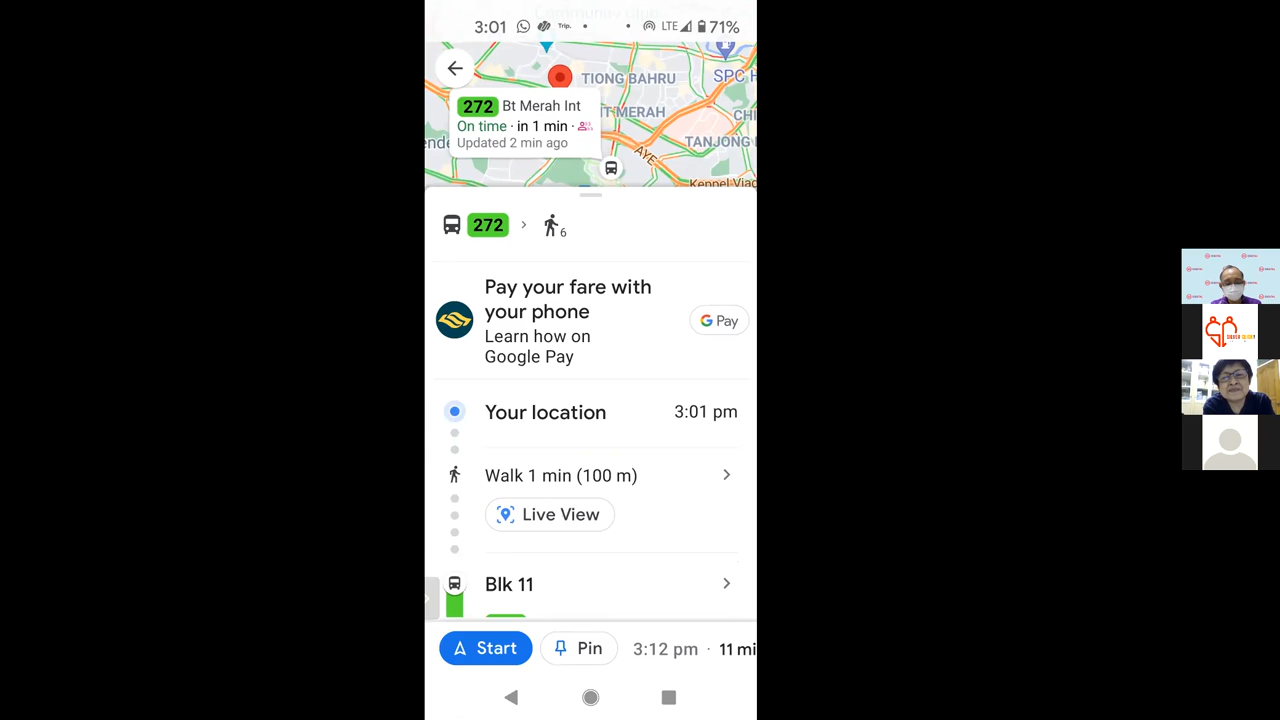 3:01 Trip. LTE 71%
TIONG BAHRU
SPC H
272 Bt Merah Int
IT MERAH
On time · in 1 min ·
Updated 2 min ago
TANJONG
AYE
Keppel Viad
272 > 6
Pay your fare with
your phone
Learn how on
Google Pay
G Pay
Your location 3:01 pm
Walk 1 min (100 m)
Live View
Blk 11
Start Pin 3:12 pm · 11 mi